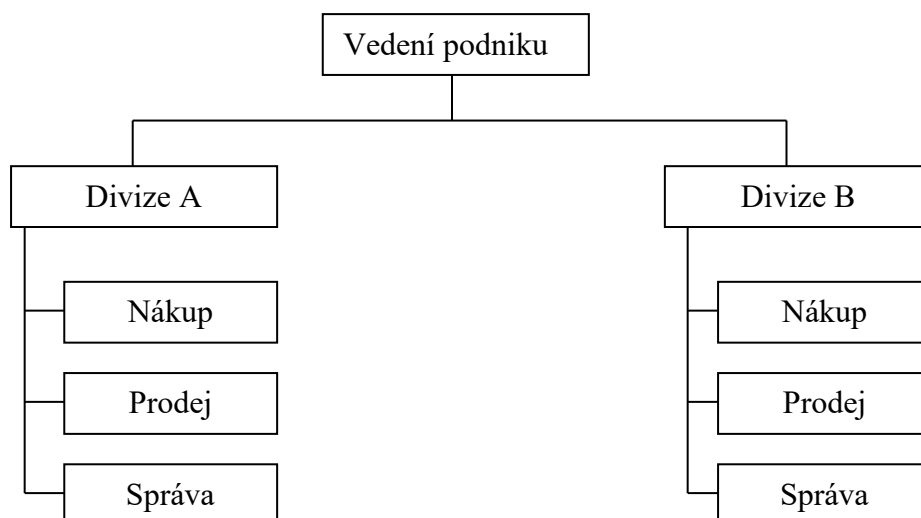 Vedení podniku
Divize A
Divize B
Nákup
Nákup
Prodej
Prodej
Správa
Správa